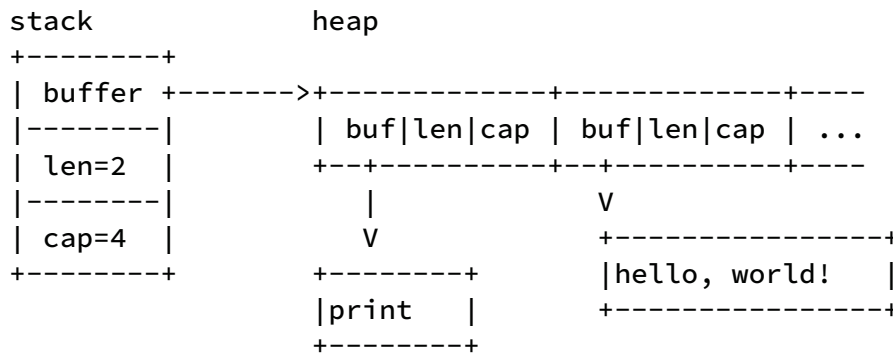 stack          heap
+--------+
| buffer +------->+-------------+-------------+----
|--------|        | buf|len|cap | buf|len|cap | ...
| len=2  |        +--+----------+--+----------+----
|--------|           |             V
| cap=4  |           V             +----------------+
+--------+        +--------+       |hello, world!   |
                  |print   |       +----------------+
                  +--------+